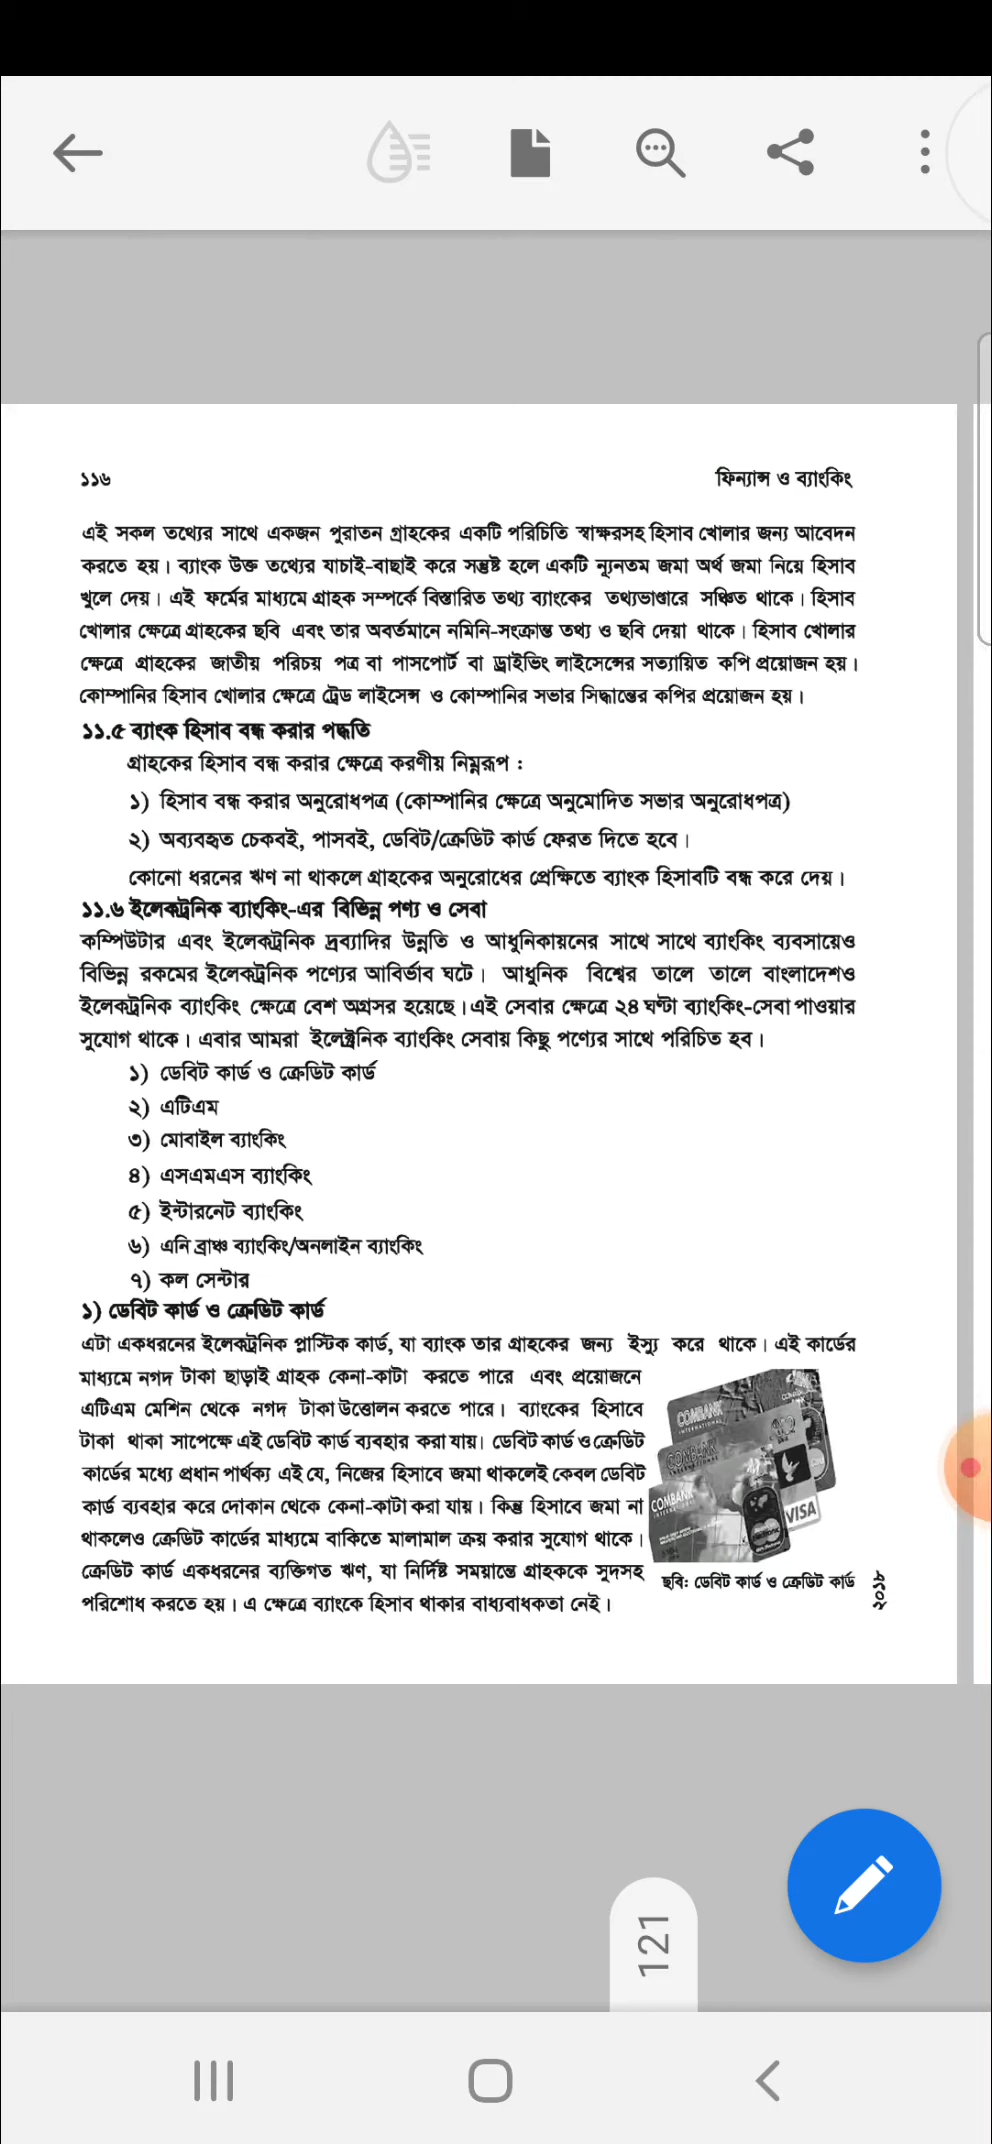 ১১৬ ফিন্যান্স ও ব্যাংকিং
এই সকল তথ্যের সাথে একজন পুরাতন গ্রাহকের একটি পরিচিতি স্বাক্ষরসহ হিসাব খোলার জন্য আবেদন
করতে হয়। ব্যাংক উক্ত তথ্যের যাচাই-বাছাই করে সন্তুষ্ট হলে একটি ন্যূনতম জমা অর্থ জমা নিয়ে হিসাব
খুলে দেয়। এই ফর্মের মাধ্যমে গ্রাহক সম্পর্কে বিস্তারিত তথ্য ব্যাংকের তথ্যভাণ্ডারে সঞ্চিত থাকে। হিসাব
খোলার ক্ষেত্রে গ্রাহকের ছবি এবং তার অবর্তমানে নমিনি-সংক্রান্ত তথ্য ও ছবি দেয়া থাকে। হিসাব খোলার
ক্ষেত্রে গ্রাহকের জাতীয় পরিচয় পত্র বা পাসপোর্ট বা ড্রাইভিং লাইসেন্সের সত্যায়িত কপি প্রয়োজন হয়।
কোম্পানির হিসাব খোলার ক্ষেত্রে ট্রেড লাইসেন্স ও কোম্পানির সভার সিদ্ধান্তের কপির প্রয়োজন হয়।
১১.৫ ব্যাংক হিসাব বন্ধ করার পদ্ধতি
গ্রাহকের হিসাব বন্ধ করার ক্ষেত্রে করণীয় নিম্নরূপ :
১) হিসাব বন্ধ করার অনুরোধপত্র (কোম্পানির ক্ষেত্রে অনুমোদিত সভার অনুরোধপত্র)
২) অব্যবহৃত চেকবই, পাসবই, ডেবিট/ক্রেডিট কার্ড ফেরত দিতে হবে।
কোনো ধরনের ঋণ না থাকলে গ্রাহকের অনুরোধের প্রেক্ষিতে ব্যাংক হিসাবটি বন্ধ করে দেয়।
১১.৬ ইলেকট্রনিক ব্যাংকিং-এর বিভিন্ন পণ্য ও সেবা
কম্পিউটার এবং ইলেকট্রনিক দ্রব্যাদির উন্নতি ও আধুনিকায়নের সাথে সাথে ব্যাংকিং ব্যবসায়েও
বিভিন্ন রকমের ইলেকট্রনিক পণ্যের আবির্ভাব ঘটে। আধুনিক বিশ্বের তালে তালে বাংলাদেশও
ইলেকট্রনিক ব্যাংকিং ক্ষেত্রে বেশ অগ্রসর হয়েছে। এই সেবার ক্ষেত্রে ২৪ ঘণ্টা ব্যাংকিং-সেবা পাওয়ার
সুযোগ থাকে। এবার আমরা ইলেক্ট্রনিক ব্যাংকিং সেবায় কিছু পণ্যের সাথে পরিচিত হব।
১) ডেবিট কার্ড ও ক্রেডিট কার্ড
২) এটিএম
৩) মোবাইল ব্যাংকিং
৪) এসএমএস ব্যাংকিং
৫) ইন্টারনেট ব্যাংকিং
৬) এনি ব্রাঞ্চ ব্যাংকিং/অনলাইন ব্যাংকিং
৭) কল সেন্টার
১) ডেবিট কার্ড ও ক্রেডিট কার্ড
এটা একধরনের ইলেকট্রনিক প্লাস্টিক কার্ড, যা ব্যাংক তার গ্রাহকের জন্য ইস্যু করে থাকে। এই কার্ডের
মাধ্যমে নগদ টাকা ছাড়াই গ্রাহক কেনা-কাটা করতে পারে এবং প্রয়োজনে
এটিএম মেশিন থেকে নগদ টাকা উত্তোলন করতে পারে। ব্যাংকের হিসাবে
টাকা থাকা সাপেক্ষে এই ডেবিট কার্ড ব্যবহার করা যায়। ডেবিট কার্ড ও ক্রেডিট
কার্ডের মধ্যে প্রধান পার্থক্য এই যে, নিজের হিসাবে জমা থাকলেই কেবল ডেবিট
কার্ড ব্যবহার করে দোকান থেকে কেনা-কাটা করা যায়। কিন্তু হিসাবে জমা না
থাকলেও ক্রেডিট কার্ডের মাধ্যমে বাকিতে মালামাল ক্রয় করার সুযোগ থাকে।
ক্রেডিট কার্ড একধরনের ব্যক্তিগত ঋণ, যা নির্দিষ্ট সময়ান্তে গ্রাহককে সুদসহ
পরিশোধ করতে হয়। এ ক্ষেত্রে ব্যাংকে হিসাব থাকার বাধ্যবাধকতা নেই।
COMBANK
INTERNATIONAL
COMBANK
INTERNATIONAL
COMBANK
INTERNATIONAL
VISA
ছবি: ডেবিট কার্ড ও ক্রেডিট কার্ড
২০১৮
121